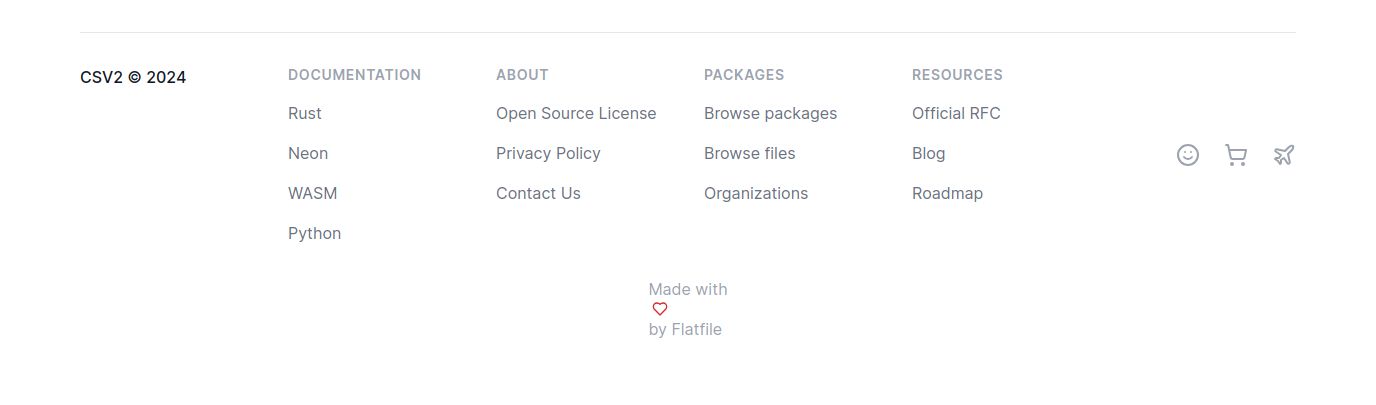 CSV2 © 2024
DOCUMENTATION
Rust
Neon
WASM
Python
ABOUT
Open Source License
Privacy Policy
Contact Us
PACKAGES
Browse packages
Browse files
Organizations
RESOURCES
Official RFC
Blog
Roadmap
Made with
by Flatfile